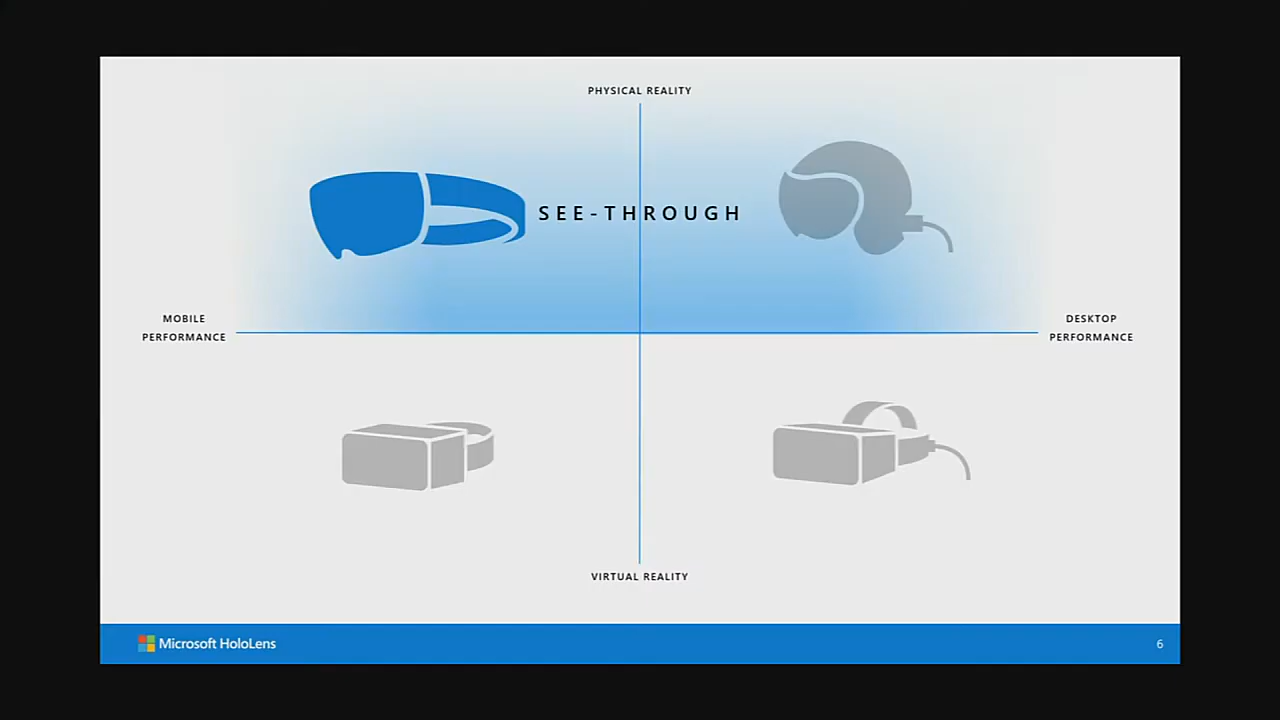 PHYSICAL REALITY
SEE-THROUGH
MOBILE
PERFORMANCE
DESKTOP
PERFORMANCE
VIRTUAL REALITY
Microsoft HoloLens
6